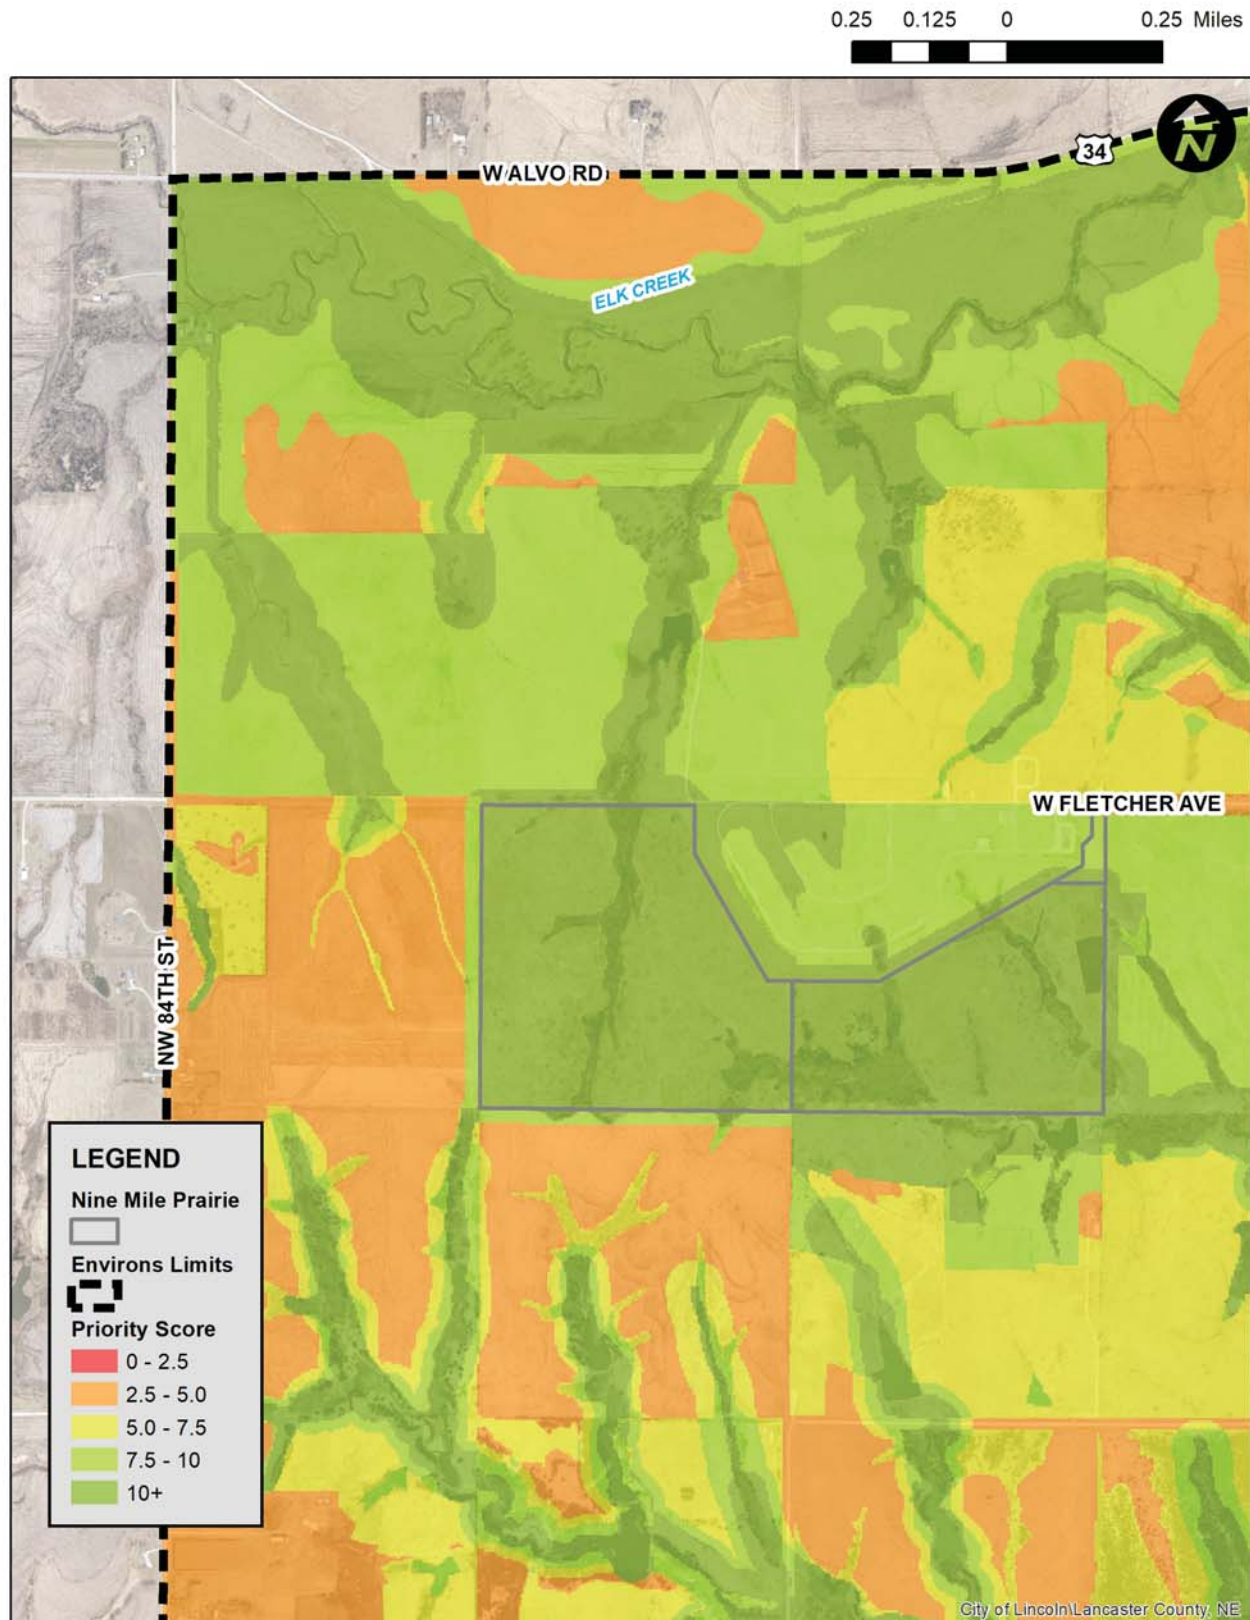 0.25 0.125 0 0.25 Miles
N
34
W ALVO RD
ELK CREEK
W FLETCHER AVE
NW 84TH ST
LEGEND
Nine Mile Prairie
Environs Limits
Priority Score
0 - 2.5
2.5 - 5.0
5.0 - 7.5
7.5 - 10
10+
City of Lincoln\Lancaster County, NE